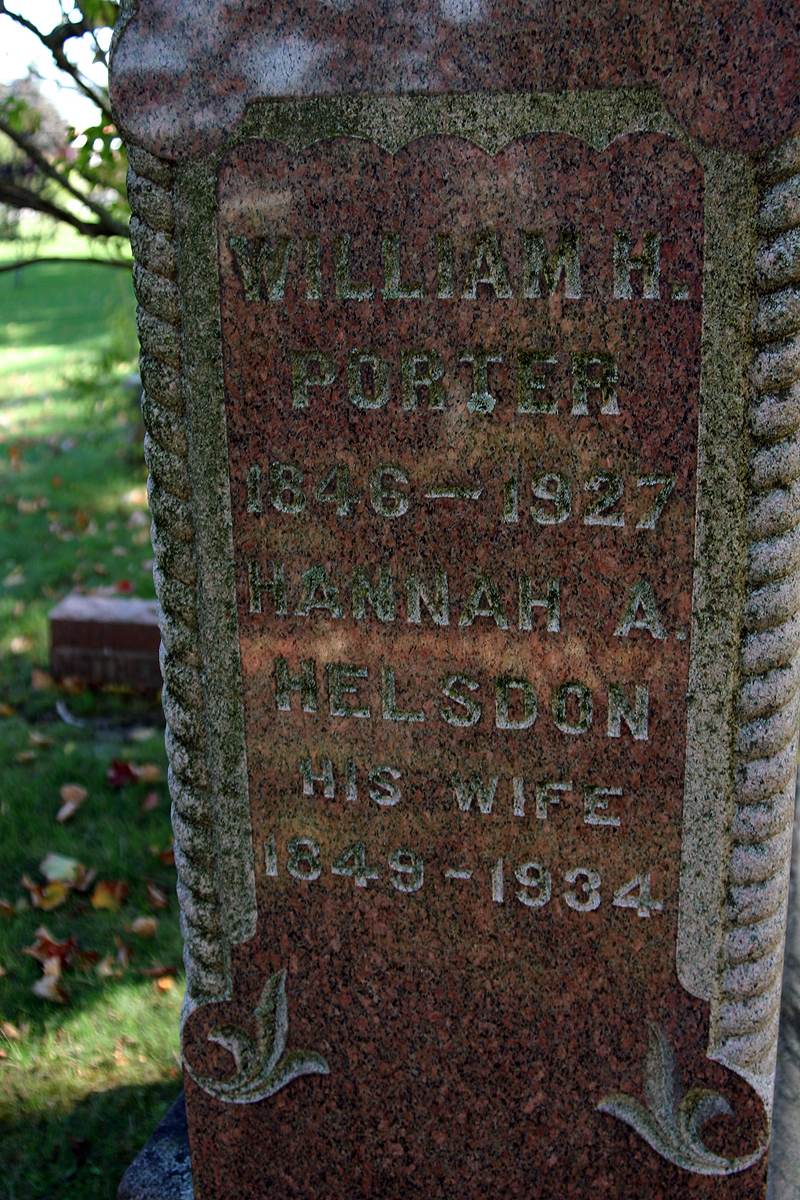 WILLIAM H.
PORTER
1846 — 1927
HANNAH A.
HELSDON
HIS WIFE
1849 - 1934